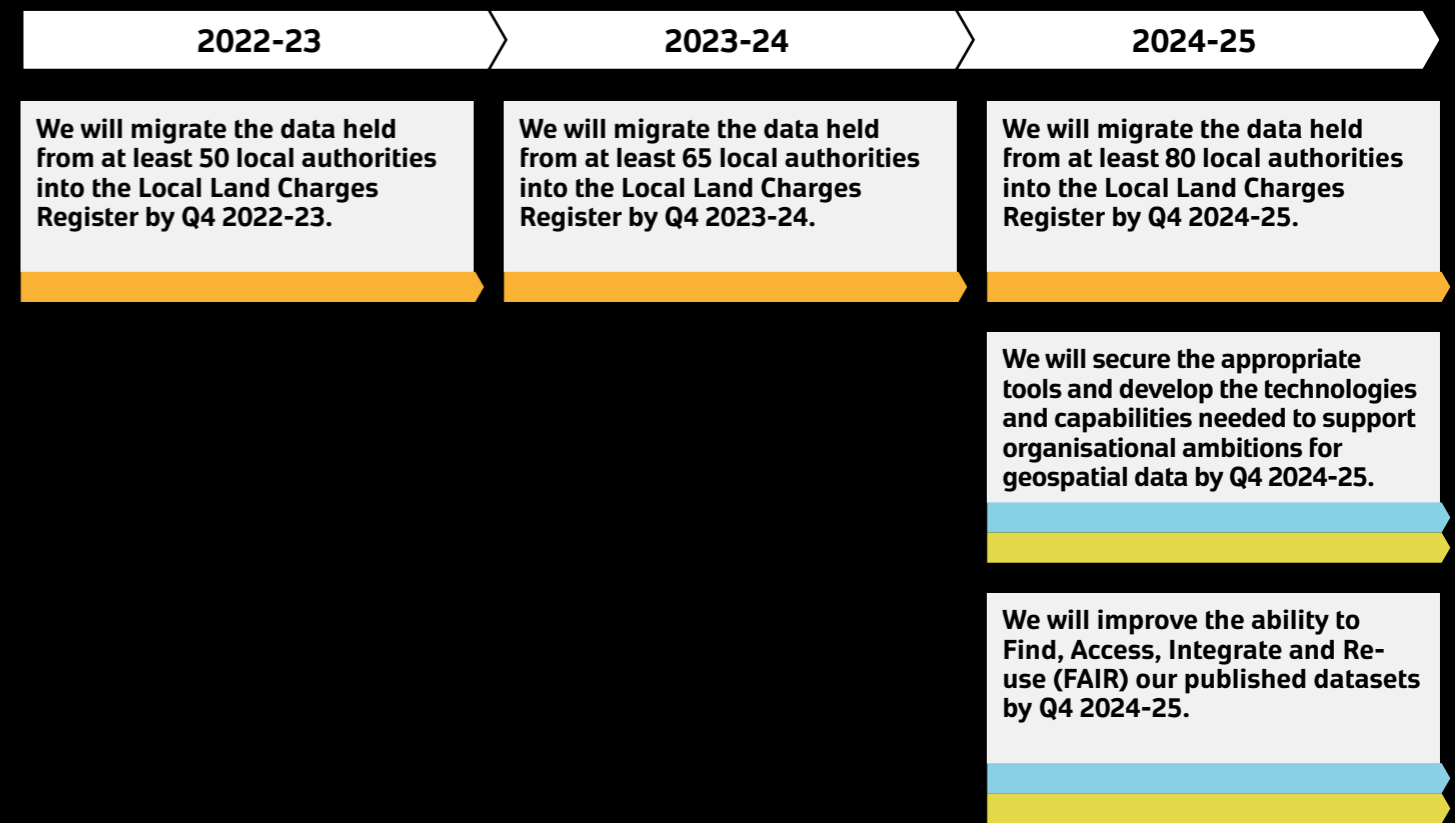 2022-23
2023-24
2024-25
We will migrate the data held
from at least 50 local authorities
into the Local Land Charges
Register by Q4 2022-23.
We will migrate the data held
from at least 65 local authorities
into the Local Land Charges
Register by Q4 2023-24.
We will migrate the data held
from at least 80 local authorities
into the Local Land Charges
Register by Q4 2024-25.
We will secure the appropriate
tools and develop the technologies
and capabilities needed to support
organisational ambitions for
geospatial data by Q4 2024-25.
We will improve the ability to
Find, Access, Integrate and Re-
use (FAIR) our published datasets
by Q4 2024-25.